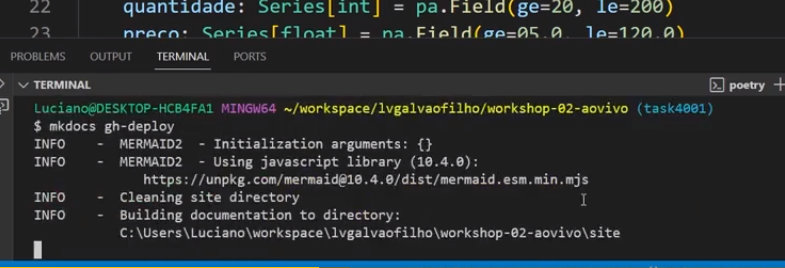 22 quantidade: Series[int] = pa.Field(ge=20, le=200)
23 preco: Series[float] = pa.Field(ge=05.0, le=120.0)
PROBLEMS OUTPUT TERMINAL PORTS
TERMINAL poetry
Luciano@DESKTOP-HCB4FA1 MINGW64 ~/workspace/lvgalvaofilho/workshop-02-aovivo (task4001)
$ mkdocs gh-deploy
INFO - MERMAID2 - Initialization arguments: {}
INFO - MERMAID2 - Using javascript library (10.4.0):
https://unpkg.com/mermaid@10.4.0/dist/mermaid.esm.min.mjs
INFO - Cleaning site directory
INFO - Building documentation to directory:
C:\Users\Luciano\workspace\lvgalvaofilho\workshop-02-aovivo\site